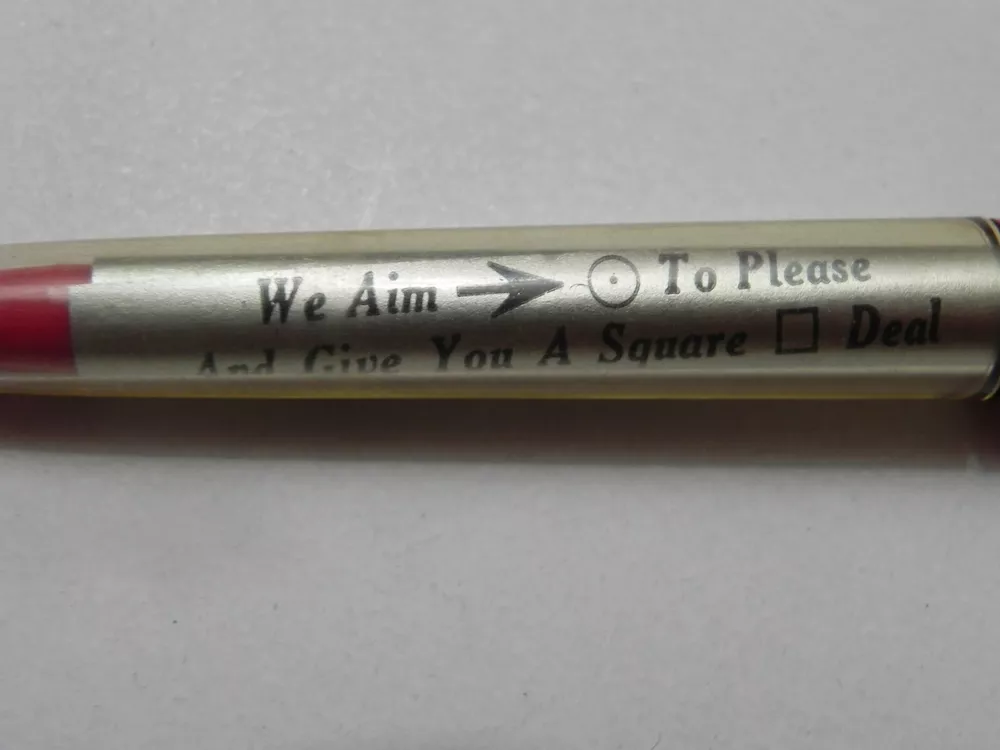 We Aim → ⊙ To Please
And Give You A Square □ Deal